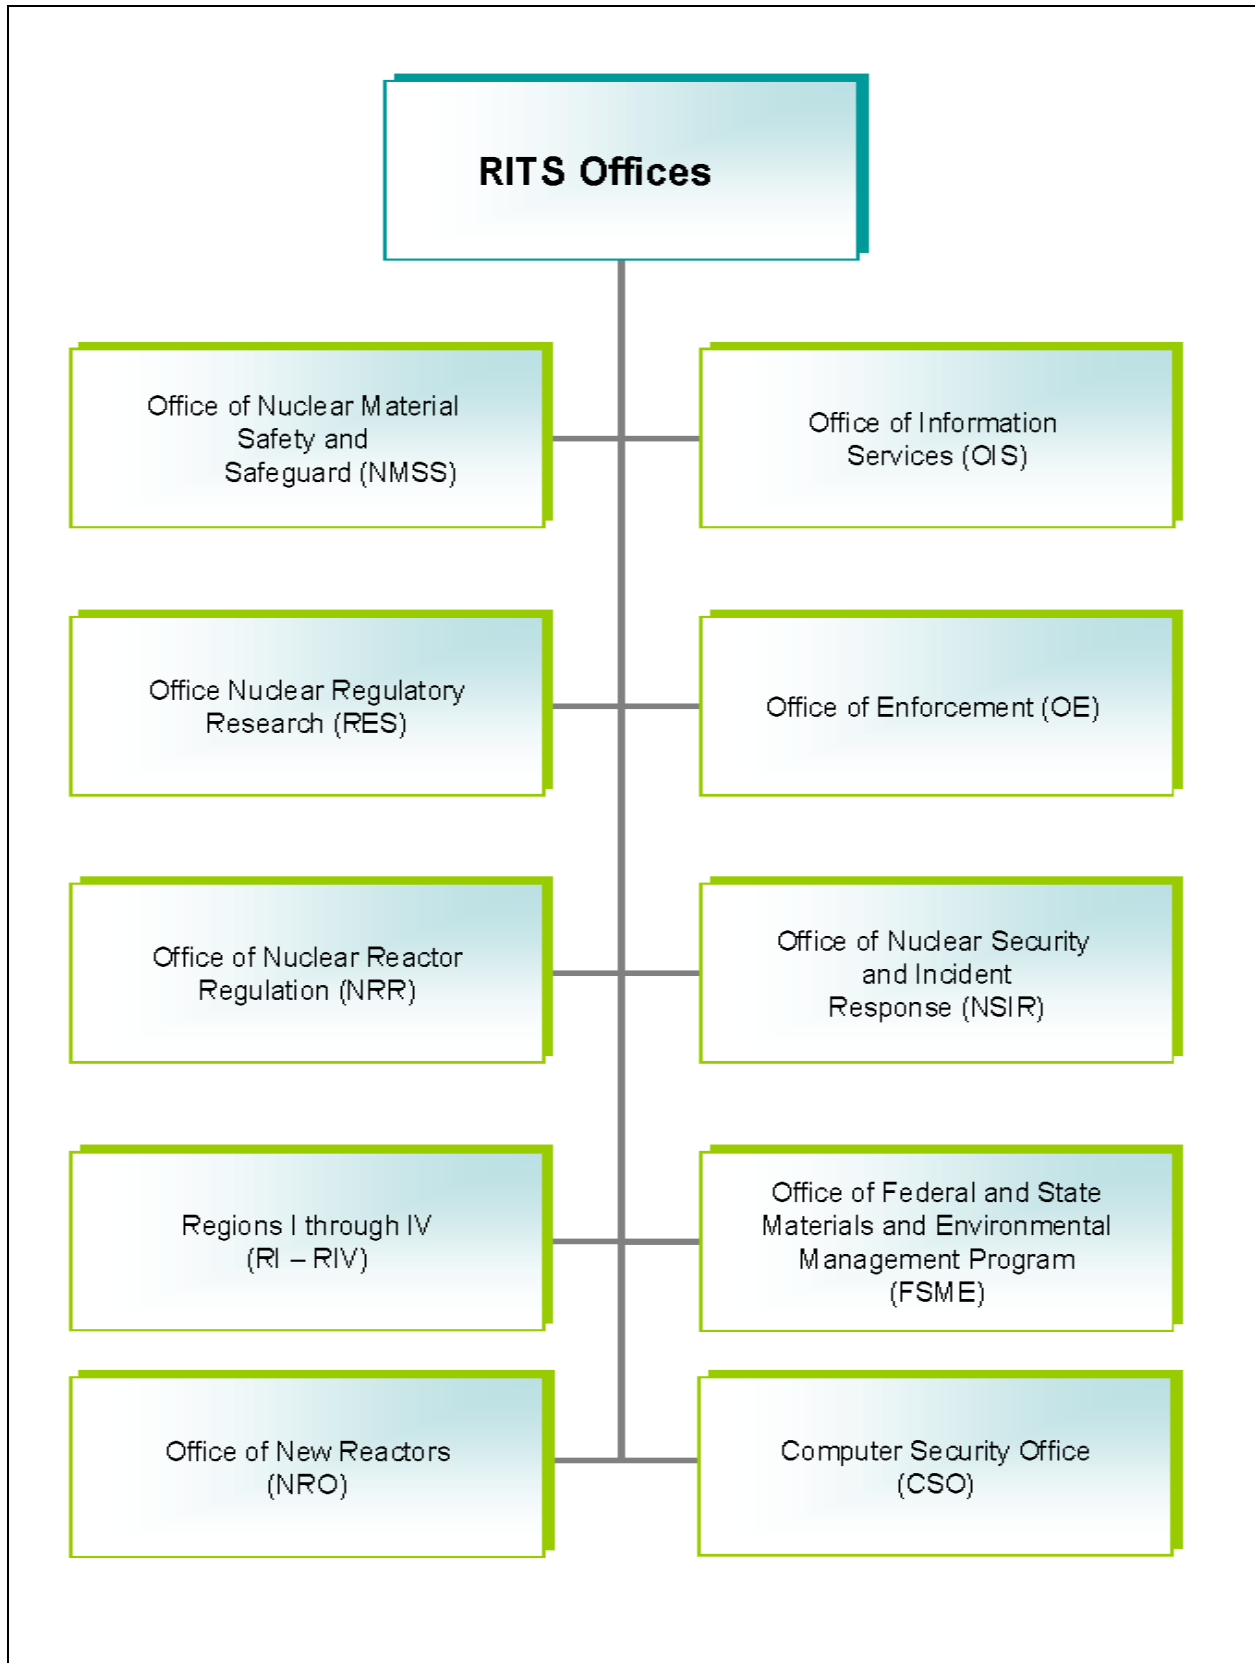 RITS Offices
Office of Nuclear Material
Safety and
Safeguard (NMSS)
Office of Information
Services (OIS)
Office Nuclear Regulatory
Research (RES)
Office of Enforcement (OE)
Office of Nuclear Reactor
Regulation (NRR)
Office of Nuclear Security
and Incident
Response (NSIR)
Regions I through IV
(RI – RIV)
Office of Federal and State
Materials and Environmental
Management Program
(FSME)
Office of New Reactors
(NRO)
Computer Security Office
(CSO)